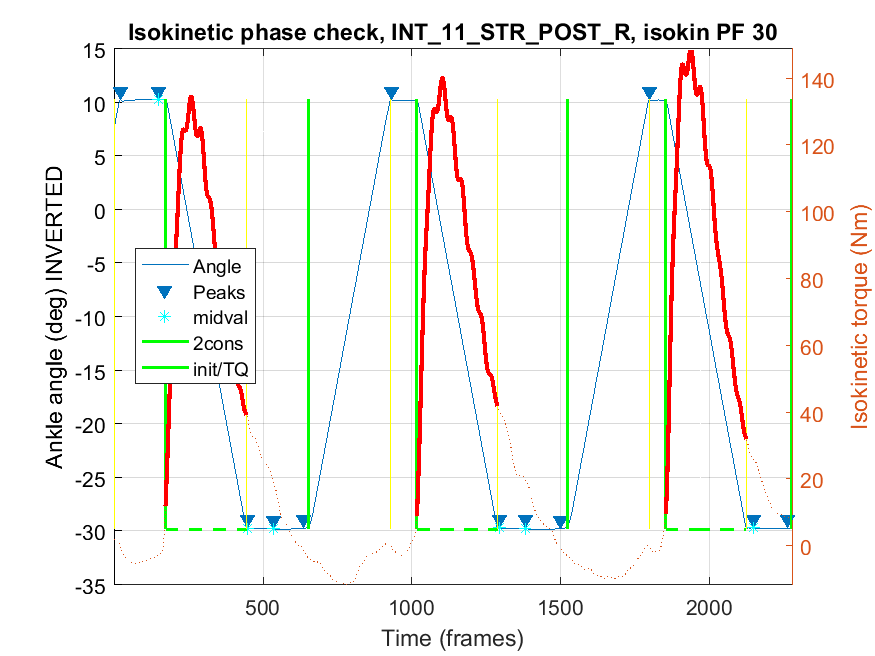 Isokinetic phase check, INT_11_STR_POST_R, isokin PF 30
15
10
5
0
-5
-10
-15
-20
-25
-30
-35
Ankle angle (deg) INVERTED
Angle
Peaks
midval
2cons
init/TQ
140
120
100
80
60
40
20
0
Isokinetic torque (Nm)
500
1000
1500
2000
Time (frames)